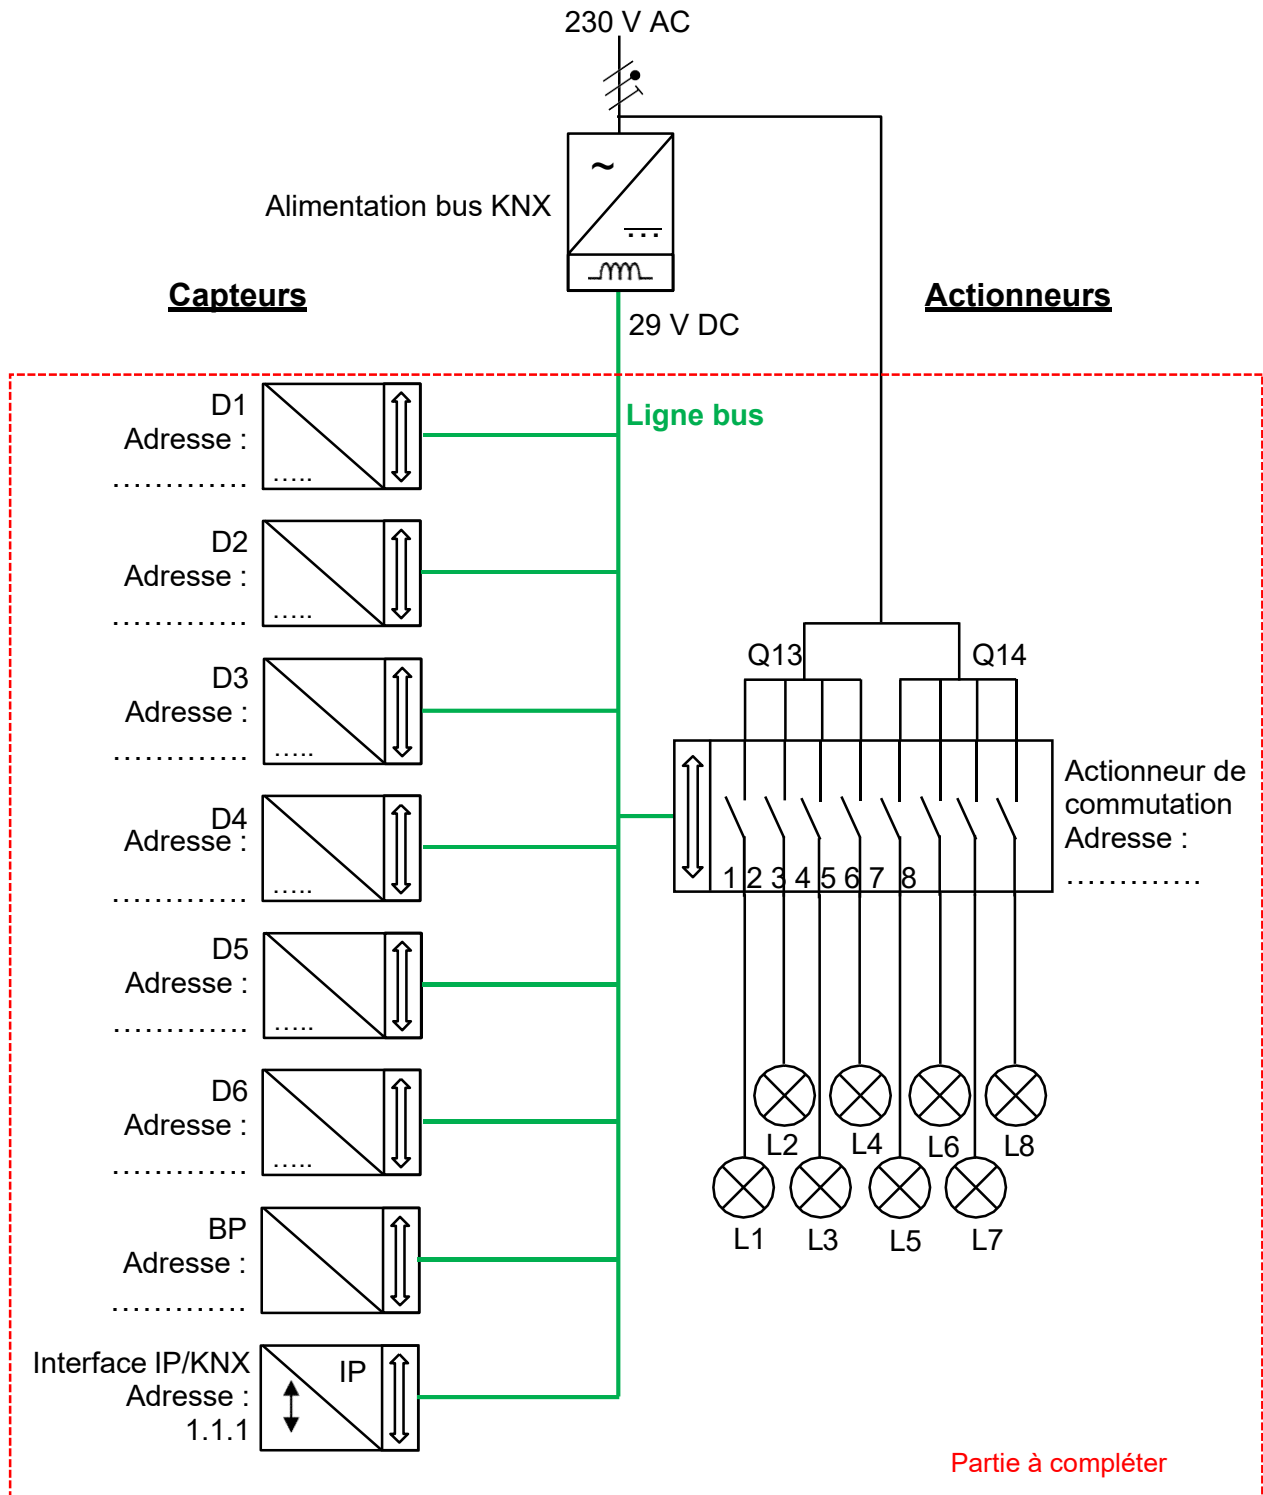 230 V AC
~
Alimentation bus KNX
Capteurs
Actionneurs
29 V DC
Ligne bus
D1
Adresse :
.............
.....
D2
Adresse :
.............
.....
D3
Adresse :
.............
.....
D4
Adresse :
.............
.....
D5
Adresse :
.............
.....
D6
Adresse :
.............
.....
BP
Adresse :
.............
Interface IP/KNX
Adresse :
1.1.1
IP
Q13
Q14
Actionneur de
commutation
Adresse :
.............
1 2 3 4 5 6 7 8
L2
L4
L6
L8
L1
L3
L5
L7
Partie à compléter